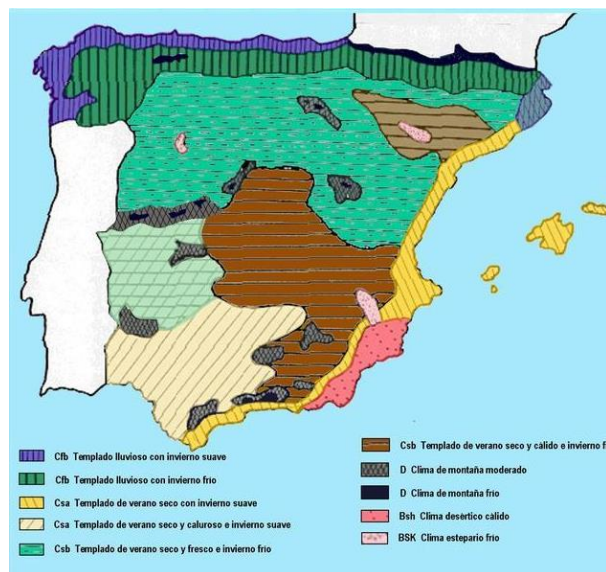 Cfb Templado lluvioso con invierno suave
Cfb Templado lluvioso con invierno frío
Csa Templado de verano seco con invierno suave
Csa Templado de verano seco y caluroso e invierno suave
Csb Templado de verano seco y fresco e invierno frío
Csb Templado de verano seco y cálido e invierno f
D Clima de montaña moderado
D Clima de montaña frío
Bsh Clima desértico cálido
BSK Clima estepario frío